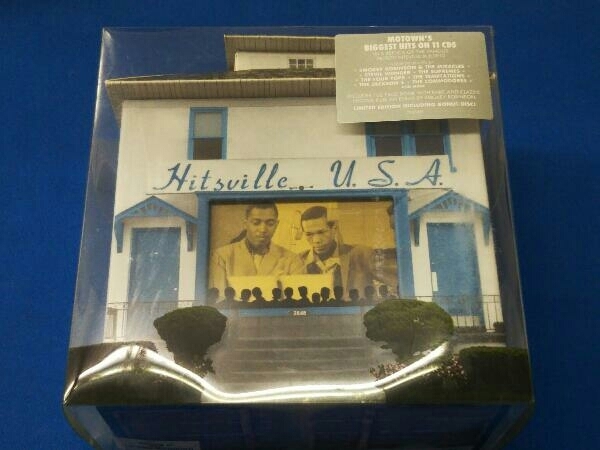 MOTOWN'S
BIGGEST HITS ON 11 CDS
SMOKEY ROBINSON & THE MIRACLES
STEVIE WONDER - THE SUPREMES
THE FOUR TOPS - THE TEMPTATIONS
THE JACKSON 5 - THE COMMODORES
LIMITED EDITION INCLUDING BONUS DISC!
Hitsville... U.S.A.
2648